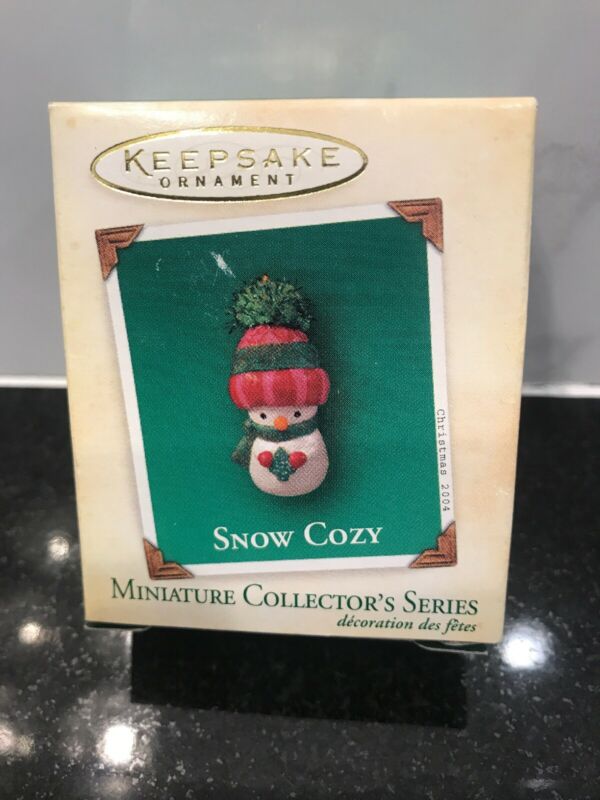 KEEPSAKE
ORNAMENT
Christmas 2004
SNOW COZY
MINIATURE COLLECTOR'S SERIES
décoration des fêtes